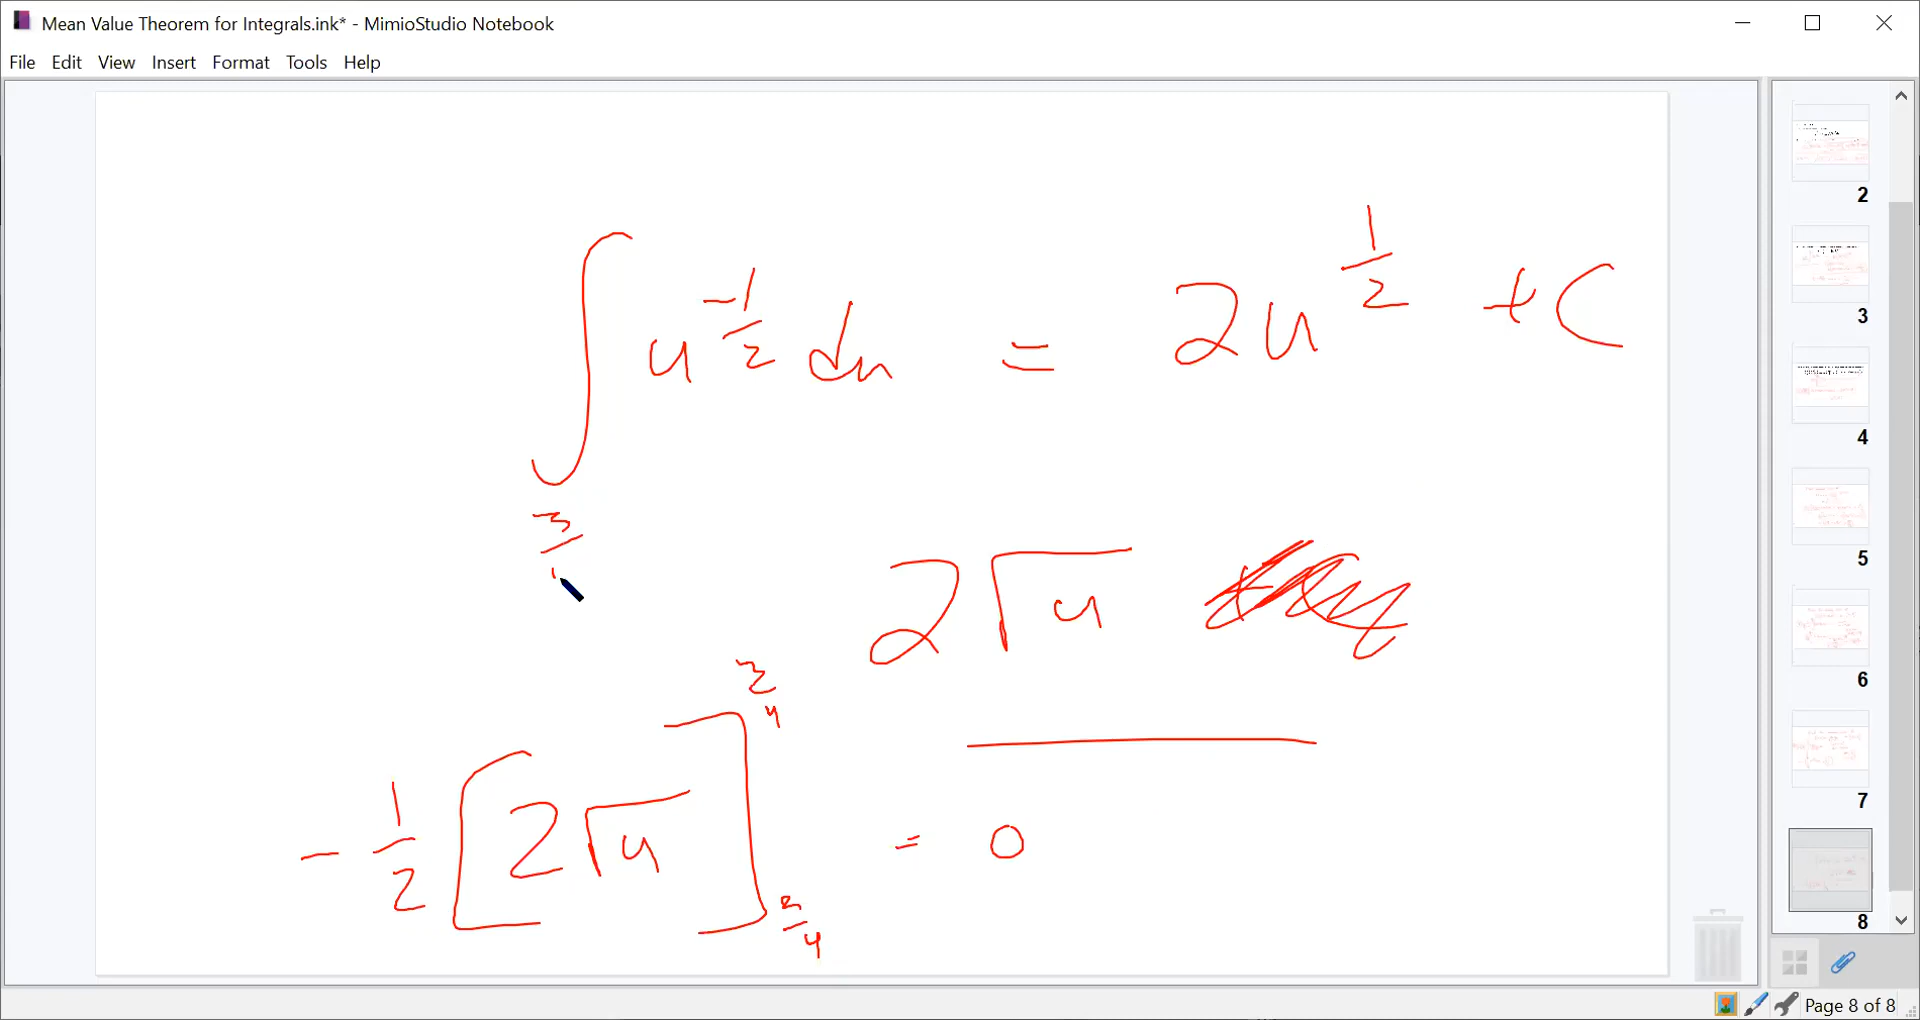 Mean Value Theorem for Integrals.ink* - MimioStudio Notebook
File Edit View Insert Format Tools Help
∫ u^{-1/2} du = 2u^{1/2} + C
3/
2√u
-1/2 [2√u]^{3/4}_{3/4} = 0
2
3
4
5
6
7
8
Page 8 of 8